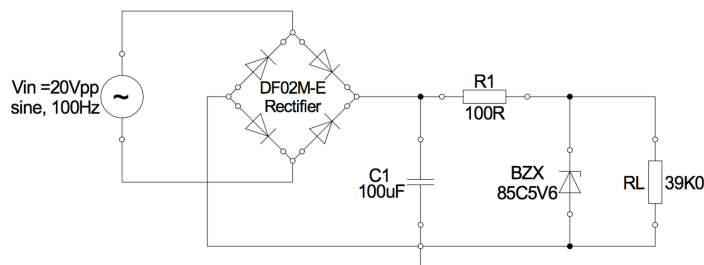 Vin =20Vpp
sine, 100Hz
~
DF02M-E
Rectifier
R1
100R
C1
100uF
BZX
85C5V6
RL
39K0